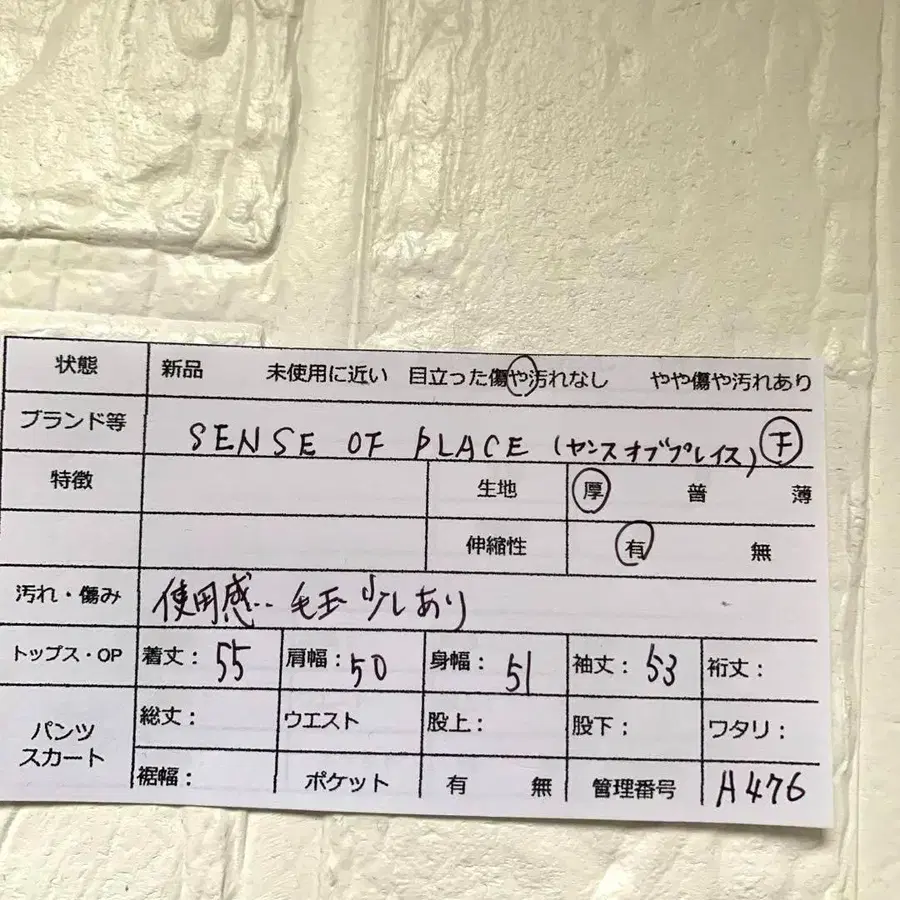 状態 新品 未使用に近い 目立った傷や汚れなし やや傷や汚れあり
ブランド等 SENSE OF PLACE (センスオブプレイス) F
特徴 生地 厚 普 薄
伸縮性 有 無
汚れ・傷み 使用感‥毛玉少しあり
トップス・OP 着丈: 55 肩幅: 50 身幅: 51 袖丈: 53 裄丈:
パンツ
スカート
総丈: ウエスト 股上: 股下: ワタリ:
裾幅: ポケット 有 無 管理番号 A476